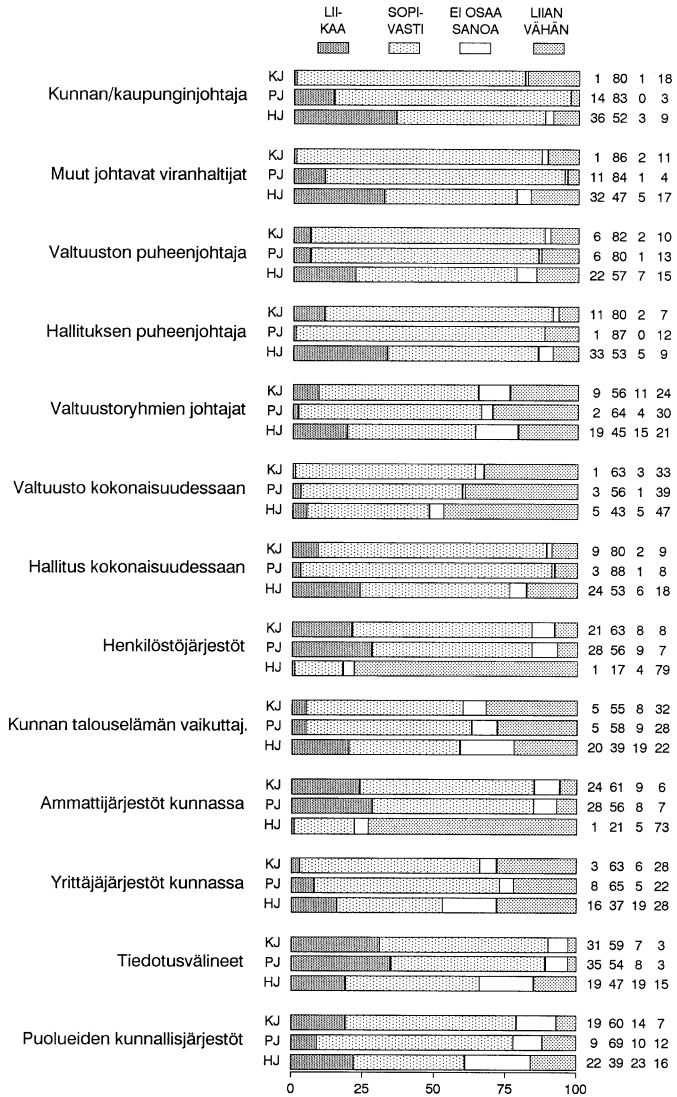 LII- SOPI- EI OSAA LIIAN
KAA VASTI SANOA VÄHÄN
KJ 1 80 1 18
Kunnan/kaupunginjohtaja PJ 14 83 0 3
HJ 36 52 3 9
KJ 1 86 2 11
Muut johtavat viranhaltijat PJ 11 84 1 4
HJ 32 47 5 17
KJ 6 82 2 10
Valtuuston puheenjohtaja PJ 6 80 1 13
HJ 22 57 7 15
KJ 11 80 2 7
Hallituksen puheenjohtaja PJ 1 87 0 12
HJ 33 53 5 9
KJ 9 56 11 24
Valtuustoryhmien johtajat PJ 2 64 4 30
HJ 19 45 15 21
KJ 1 63 3 33
Valtuusto kokonaisuudessaan PJ 3 56 1 39
HJ 5 43 5 47
KJ 9 80 2 9
Hallitus kokonaisuudessaan PJ 3 88 1 8
HJ 24 53 6 18
KJ 21 63 8 8
Henkilöstöjärjestöt PJ 28 56 9 7
HJ 1 17 4 79
KJ 5 55 8 32
Kunnan talouselämän vaikuttaj. PJ 5 58 9 28
HJ 20 39 19 22
KJ 24 61 9 6
Ammattijärjestöt kunnassa PJ 28 56 8 7
HJ 1 21 5 73
KJ 3 63 6 28
Yrittäjäjärjestöt kunnassa PJ 8 65 5 22
HJ 16 37 19 28
KJ 31 59 7 3
Tiedotusvälineet PJ 35 54 8 3
HJ 19 47 19 15
KJ 19 60 14 7
Puolueiden kunnallisjärjestöt PJ 9 69 10 12
HJ 22 39 23 16
0 25 50 75 100